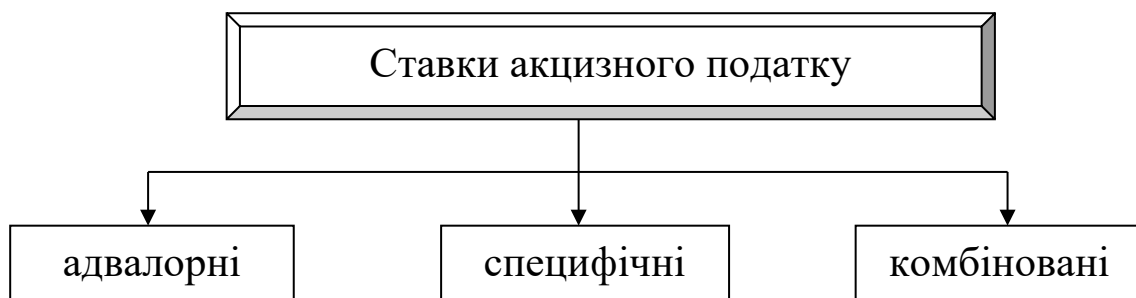 Ставки акцизного податку
адвалорні
специфічні
комбіновані